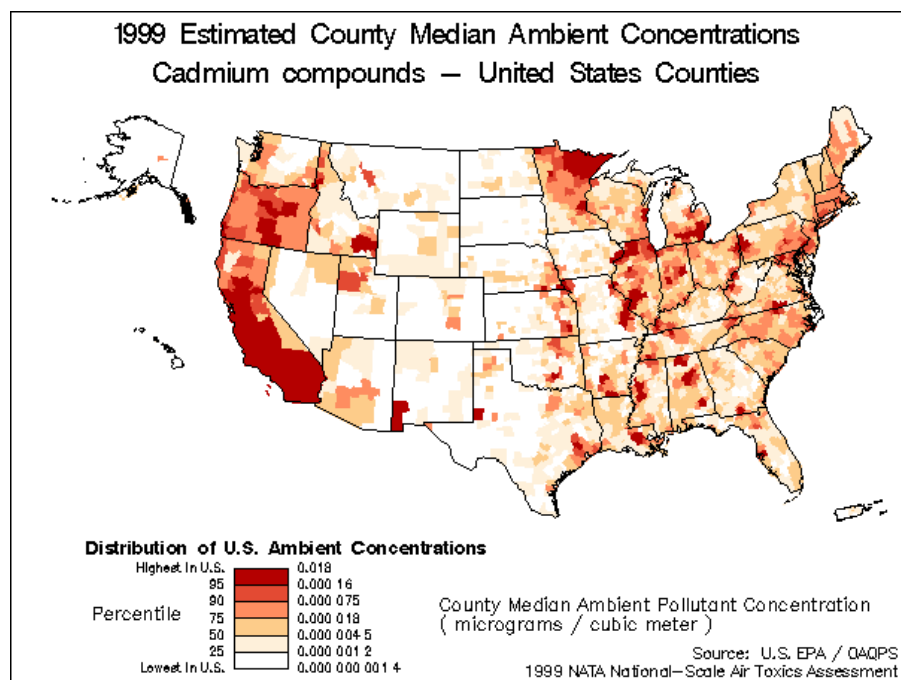 1999 Estimated County Median Ambient Concentrations
Cadmium compounds — United States Counties
Distribution of U.S. Ambient Concentrations
Highest In U.S. 0.018
95 0.000 16
90 0.000 075
Percentile 75 0.000 018
50 0.000 004 5
25 0.000 001 2
Lowest In U.S. 0.000 000 001 4
County Median Ambient Pollutant Concentration
( micrograms / cubic meter )
Source: U.S. EPA / OAQPS
1999 NATA National—Scale Air Toxics Assessment